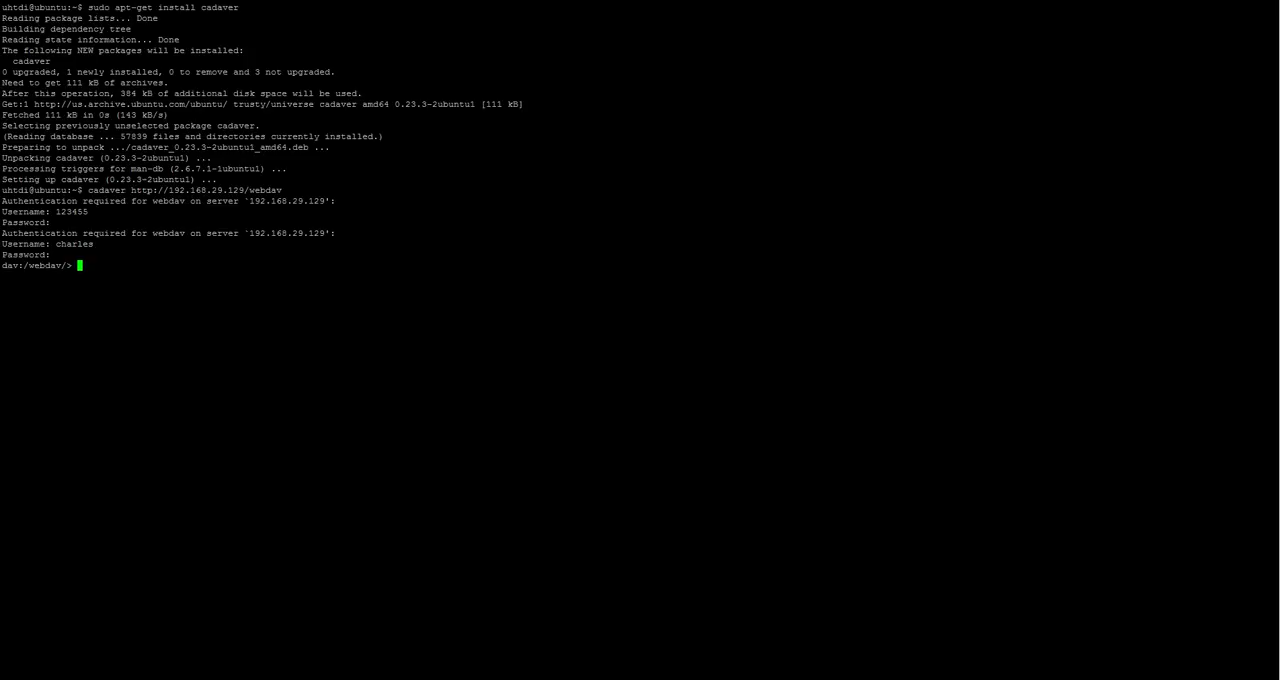 uhtdi@ubuntu:~$ sudo apt-get install cadaver
Reading package lists... Done
Building dependency tree
Reading state information... Done
The following NEW packages will be installed:
  cadaver
0 upgraded, 1 newly installed, 0 to remove and 3 not upgraded.
Need to get 111 kB of archives.
After this operation, 384 kB of additional disk space will be used.
Get:1 http://us.archive.ubuntu.com/ubuntu/ trusty/universe cadaver amd64 0.23.3-2ubuntu1 [111 kB]
Fetched 111 kB in 0s (143 kB/s)
Selecting previously unselected package cadaver.
(Reading database ... 57839 files and directories currently installed.)
Preparing to unpack .../cadaver_0.23.3-2ubuntu1_amd64.deb ...
Unpacking cadaver (0.23.3-2ubuntu1) ...
Processing triggers for man-db (2.6.7.1-1ubuntu1) ...
Setting up cadaver (0.23.3-2ubuntu1) ...
uhtdi@ubuntu:~$ cadaver http://192.168.29.129/webdav
Authentication required for webdav on server `192.168.29.129':
Username: 123455
Password:
Authentication required for webdav on server `192.168.29.129':
Username: charles
Password:
dav:/webdav/>